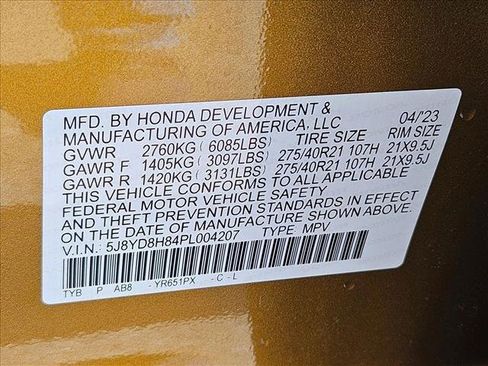 MFD. BY HONDA DEVELOPMENT & 04/'23
MANUFACTURING OF AMERICA, LLC
GVWR 2760KG (6085LBS) TIRE SIZE RIM SIZE
GAWR F 1405KG (3097LBS) 275/40R21 107H 21X9.5J
GAWR R 1420KG (3131LBS) 275/40R21 107H 21X9.5J
THIS VEHICLE CONFORMS TO ALL APPLICABLE
FEDERAL MOTOR VEHICLE SAFETY
AND THEFT PREVENTION STANDARDS IN EFFECT
ON THE DATE OF MANUFACTURE SHOWN ABOVE.
V.I.N.: 5J8YD8H84PL004207 TYPE: MPV
TYB P AB8 - YR651PX - C - L